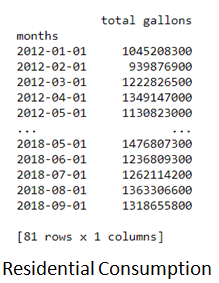 total gallons
months
2012-01-01 1045208300
2012-02-01 939876900
2012-03-01 1222826500
2012-04-01 1349147000
2012-05-01 1130823000
... ...
2018-05-01 1476807300
2018-06-01 1236809300
2018-07-01 1262114200
2018-08-01 1363306600
2018-09-01 1318655800
[81 rows x 1 columns]
Residential Consumption